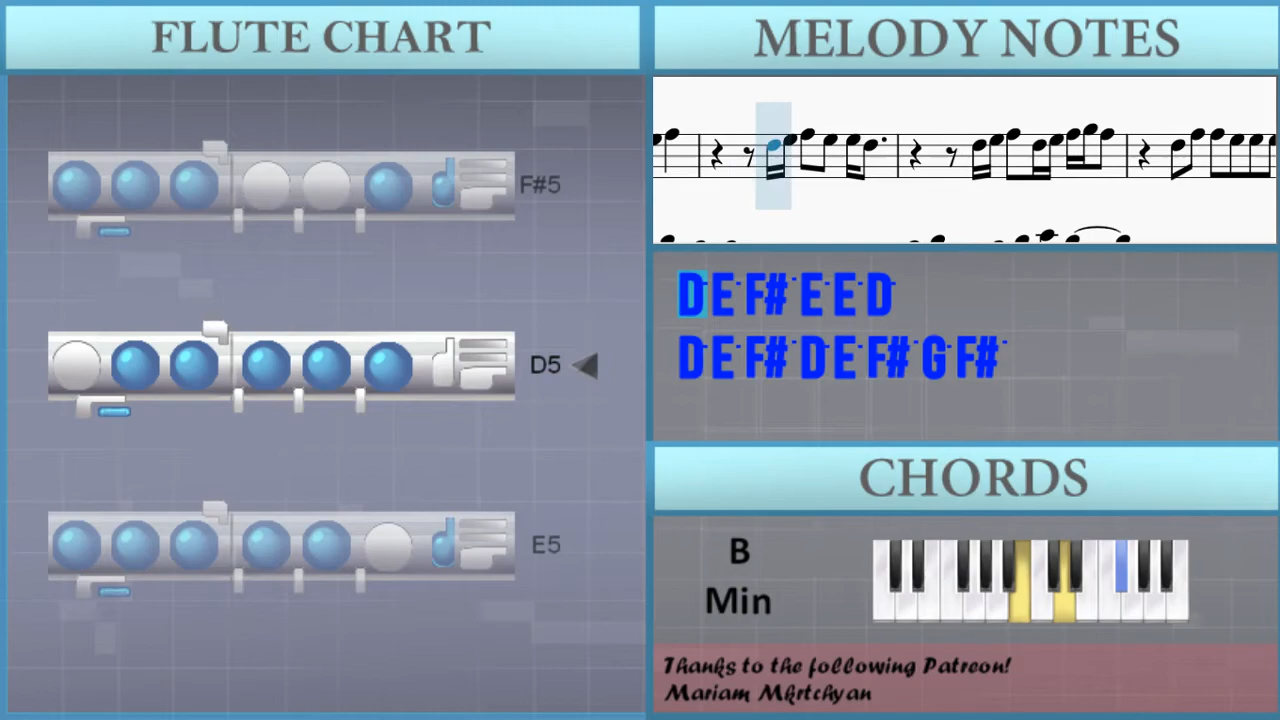 FLUTE CHART
F#5
D5
E5
MELODY NOTES
D E F# E E D
D E F# D E F# G F#
CHORDS
B
Min
Thanks to the following Patreon!
Mariam Mkrtchyan